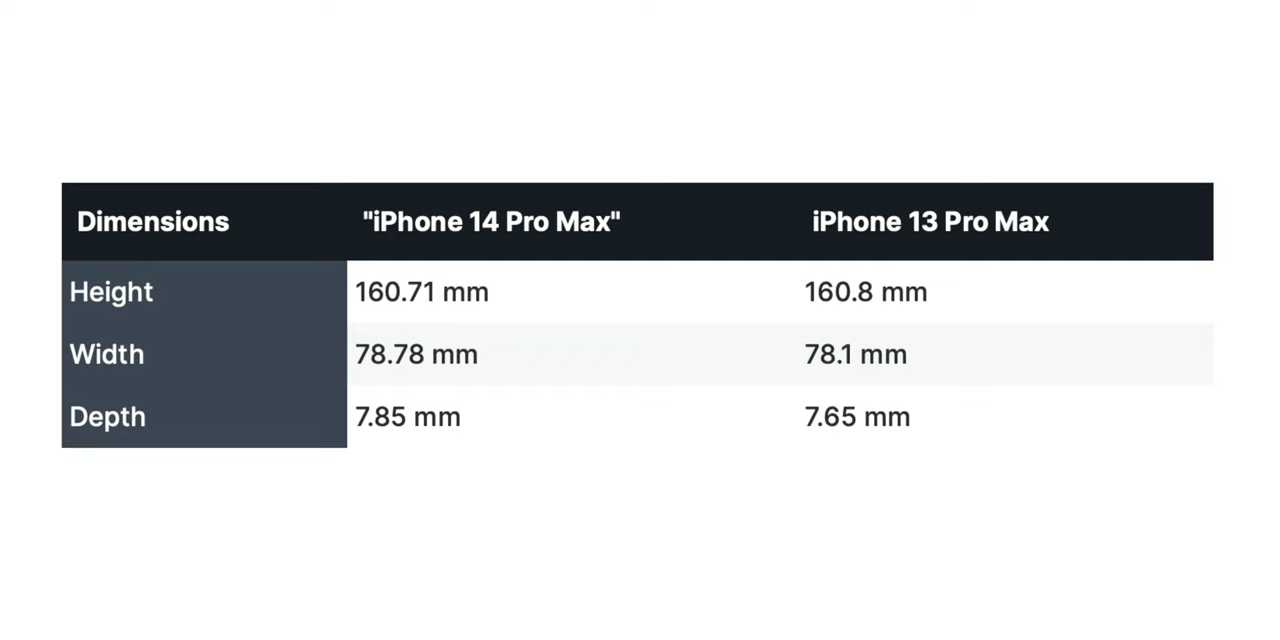 Dimensions "iPhone 14 Pro Max" iPhone 13 Pro Max
Height 160.71 mm 160.8 mm
Width 78.78 mm 78.1 mm
Depth 7.85 mm 7.65 mm